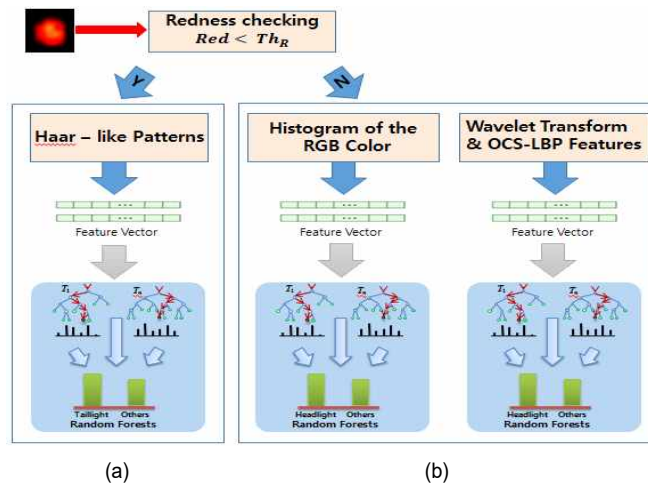 Redness checking
Red < Th_R
Y
N
Haar – like Patterns
Histogram of the
RGB Color
Wavelet Transform
& OCS-LBP Features
...
...
Feature Vector
...
...
Feature Vector
...
...
Feature Vector
T₁ Tₙ
T₁ Tₙ
T₁ Tₙ
Taillight Others
Random Forests
Headlight Others
Random Forests
Headlight Others
Random Forests
(a)
(b)